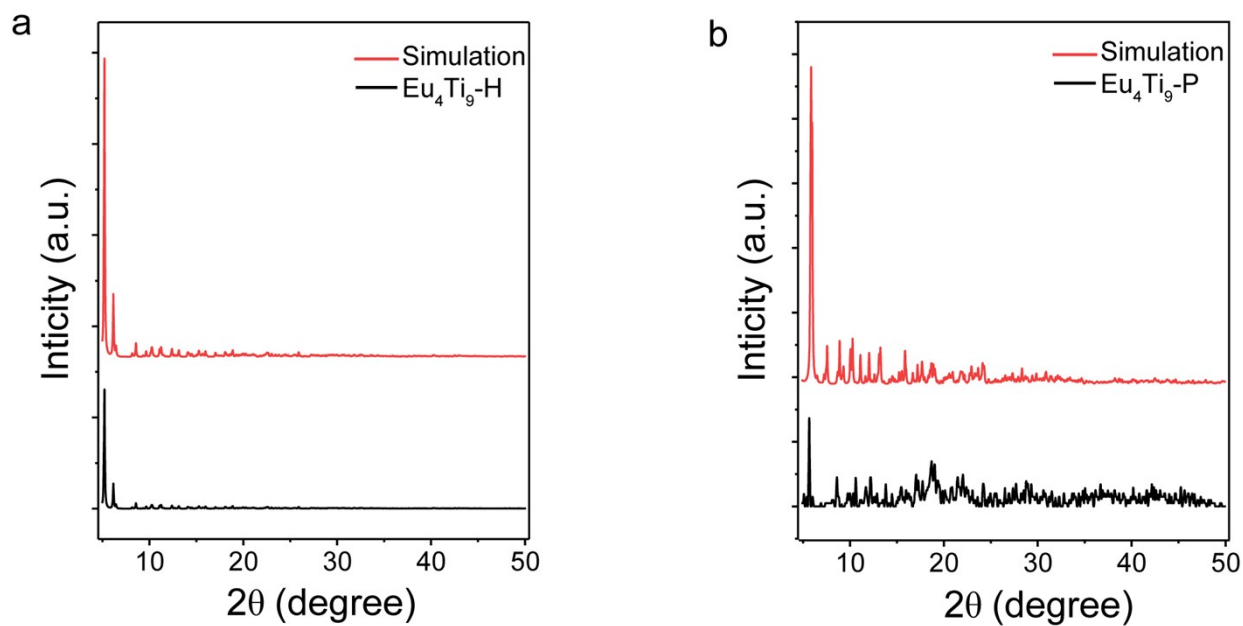 a
Simulation
Eu₄Ti₉-H
Inticity (a.u.)
10 20 30 40 50
2θ (degree)
b
Simulation
Eu₄Ti₉-P
Inticity (a.u.)
10 20 30 40 50
2θ (degree)